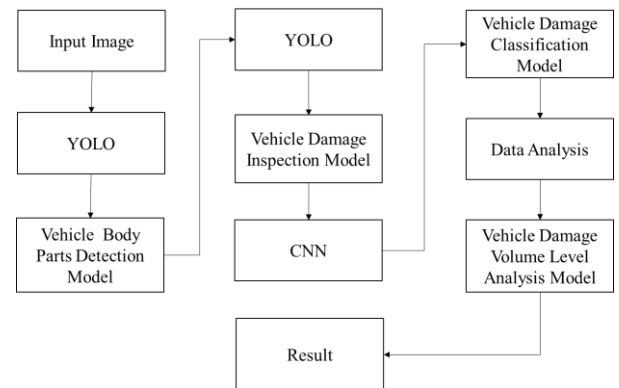 Input Image
YOLO
Vehicle Body
Parts Detection
Model
YOLO
Vehicle Damage
Inspection Model
CNN
Vehicle Damage
Classification
Model
Data Analysis
Vehicle Damage
Volume Level
Analysis Model
Result